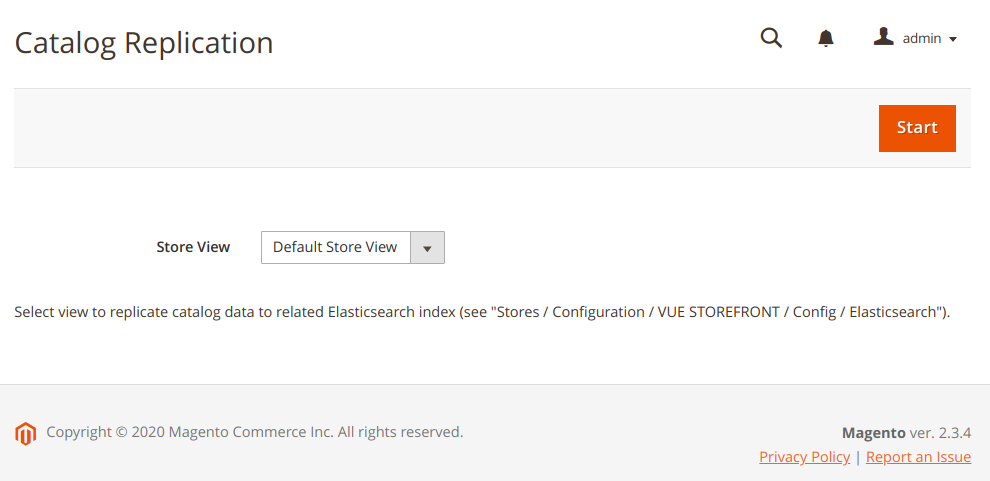 Catalog Replication
admin
Start
Store View
Default Store View
Select view to replicate catalog data to related Elasticsearch index (see "Stores / Configuration / VUE STOREFRONT / Config / Elasticsearch").
Copyright © 2020 Magento Commerce Inc. All rights reserved.
Magento ver. 2.3.4
Privacy Policy | Report an Issue